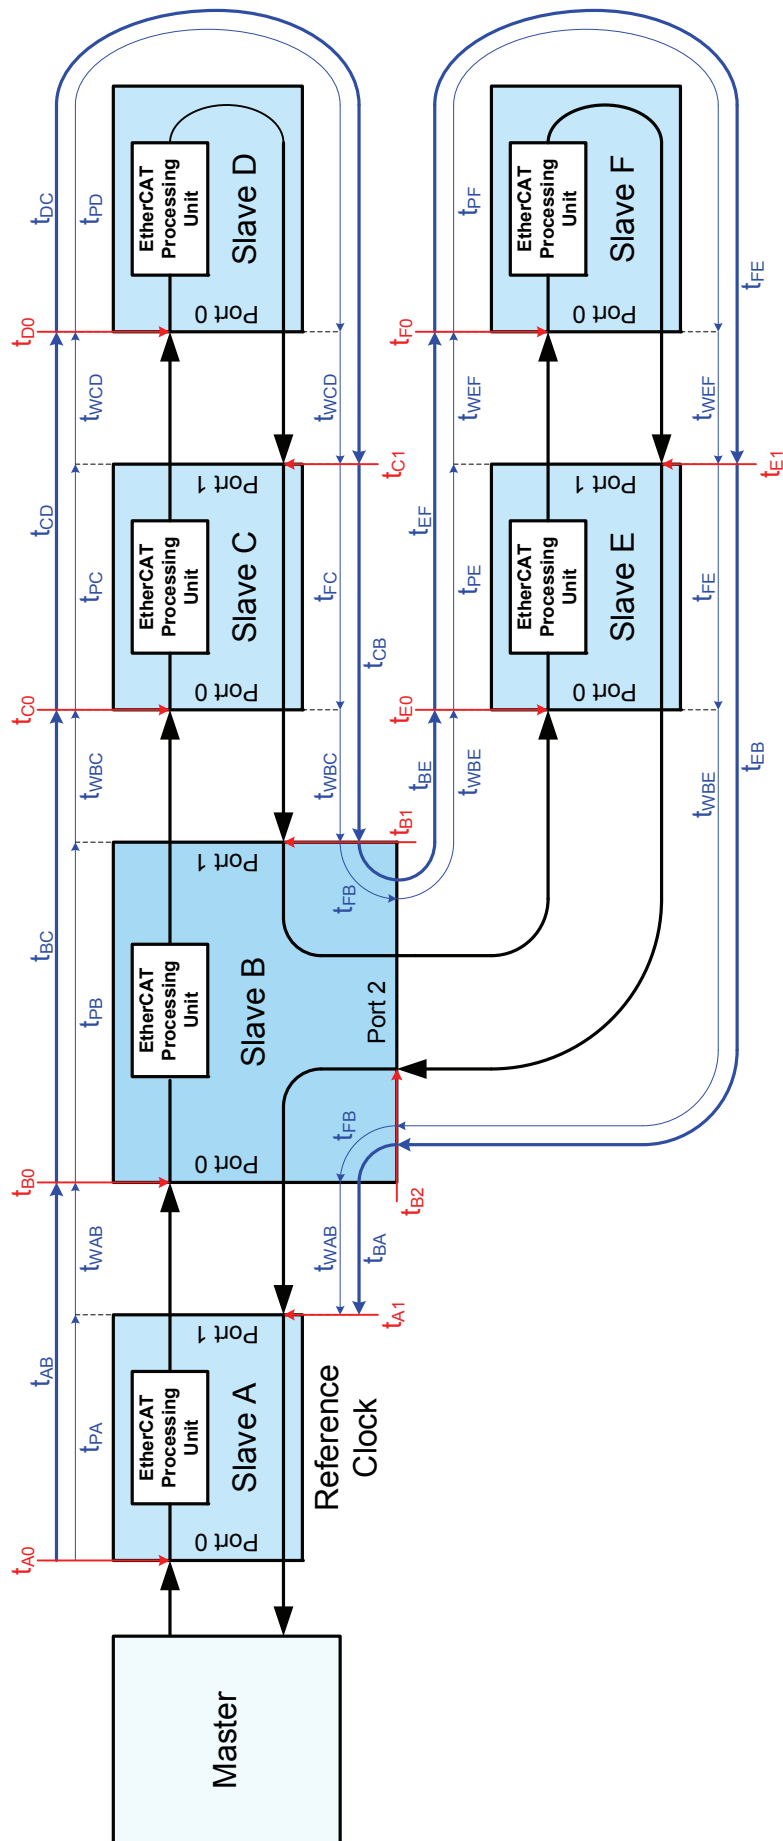 tDC
tPD
tD0
tWCD
tWCD
EtherCAT
Processing
Unit
Slave D
Port 0
tPF
tFE
tF0
tWEF
tWEF
EtherCAT
Processing
Unit
Slave F
Port 0
tCD
tPC
tC0
tC1
tFC
tCB
EtherCAT
Processing
Unit
Slave C
Port 1
Port 0
tEF
tPE
tE0
tE1
tFE
EtherCAT
Processing
Unit
Slave E
Port 1
Port 0
tWBC
tWBC
tBE
tWBE
tWBE
tEB
tB1
tBC
tPB
tB0
tFB
EtherCAT
Processing
Unit
Slave B
Port 1
Port 2
Port 0
tFB
tB2
tWAB
tWAB
tBA
tA1
tAB
tPA
tA0
EtherCAT
Processing
Unit
Slave A
Port 1
Port 0
Reference
Clock
Master